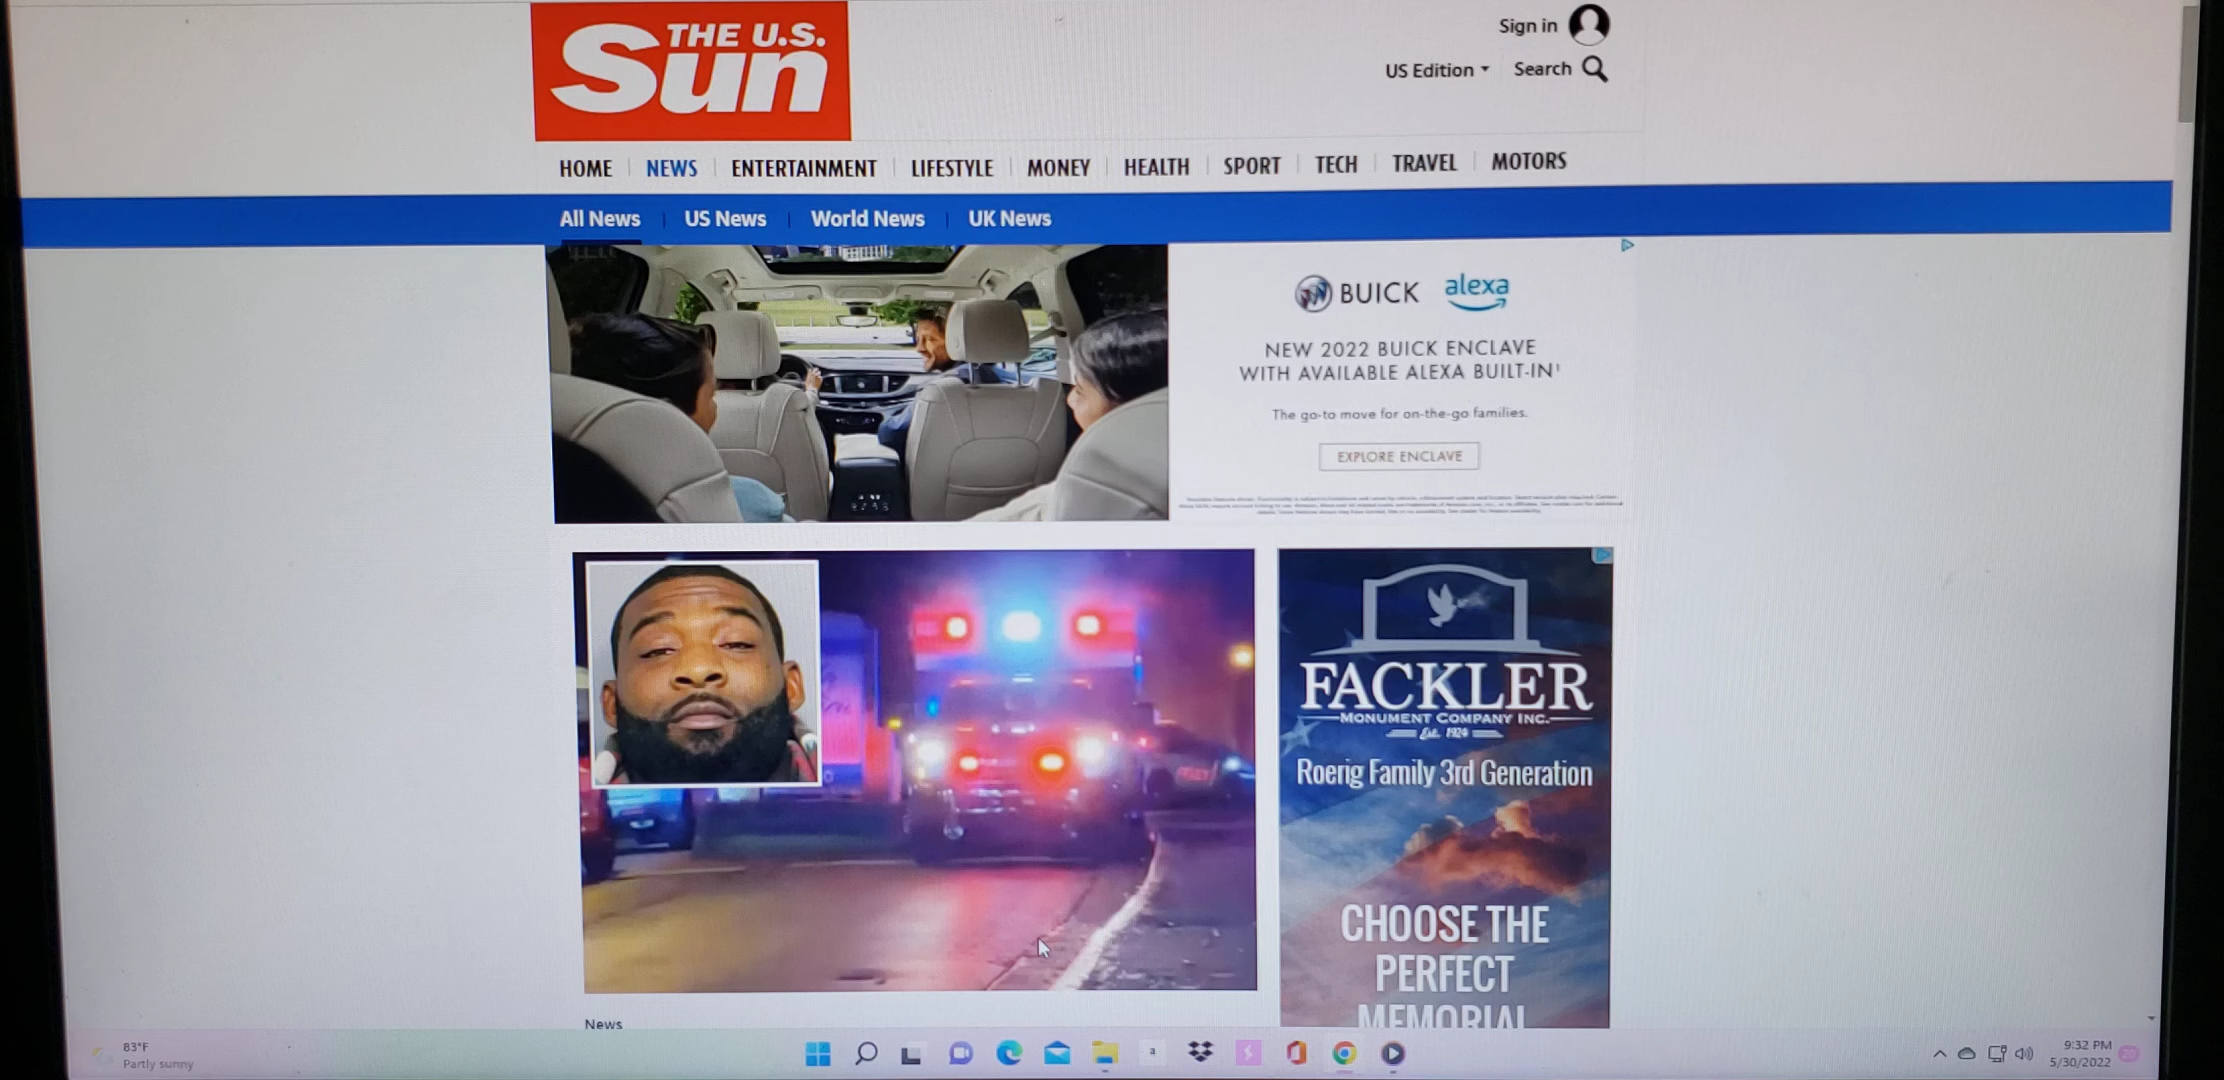 THE U.S.
Sun
Sign in
US Edition
Search
HOME
NEWS
ENTERTAINMENT
LIFESTYLE
MONEY
HEALTH
SPORT
TECH
TRAVEL
MOTORS
All News
US News
World News
UK News
BUICK
alexa
NEW 2022 BUICK ENCLAVE
WITH AVAILABLE ALEXA BUILT-IN¹
The go-to move for on-the-go families.
EXPLORE ENCLAVE
FACKLER
MONUMENT COMPANY INC.
Est. 1924
Roerig Family 3rd Generation
CHOOSE THE
PERFECT
MEMORIAL
News
83°F
Partly sunny
a
9:32 PM
5/30/2022
20